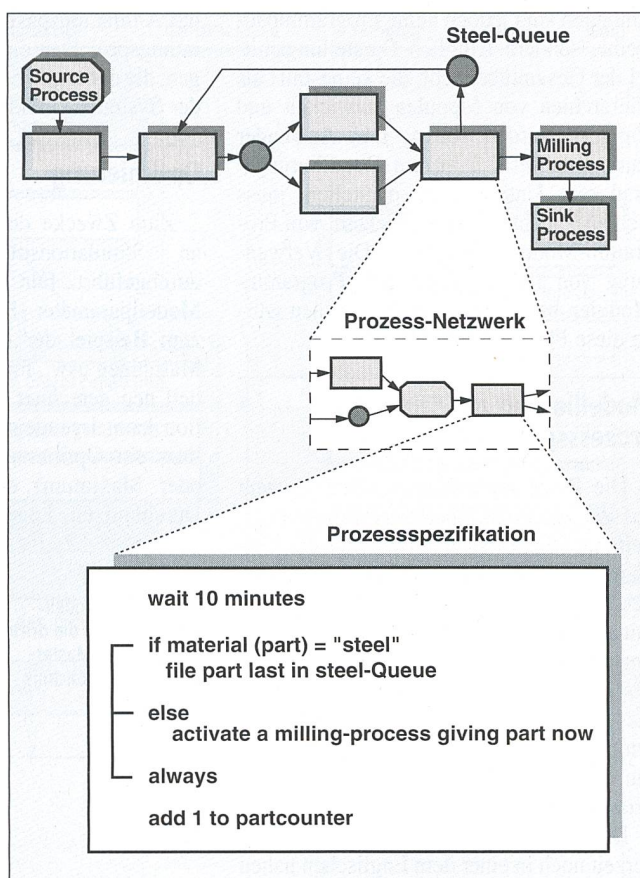 Steel-Queue
Source
Process
Milling
Process
Sink
Process
Prozess-Netzwerk
Prozessspezifikation
wait 10 minutes
if material (part) = "steel"
file part last in steel-Queue
else
activate a milling-process giving part now
always
add 1 to partcounter